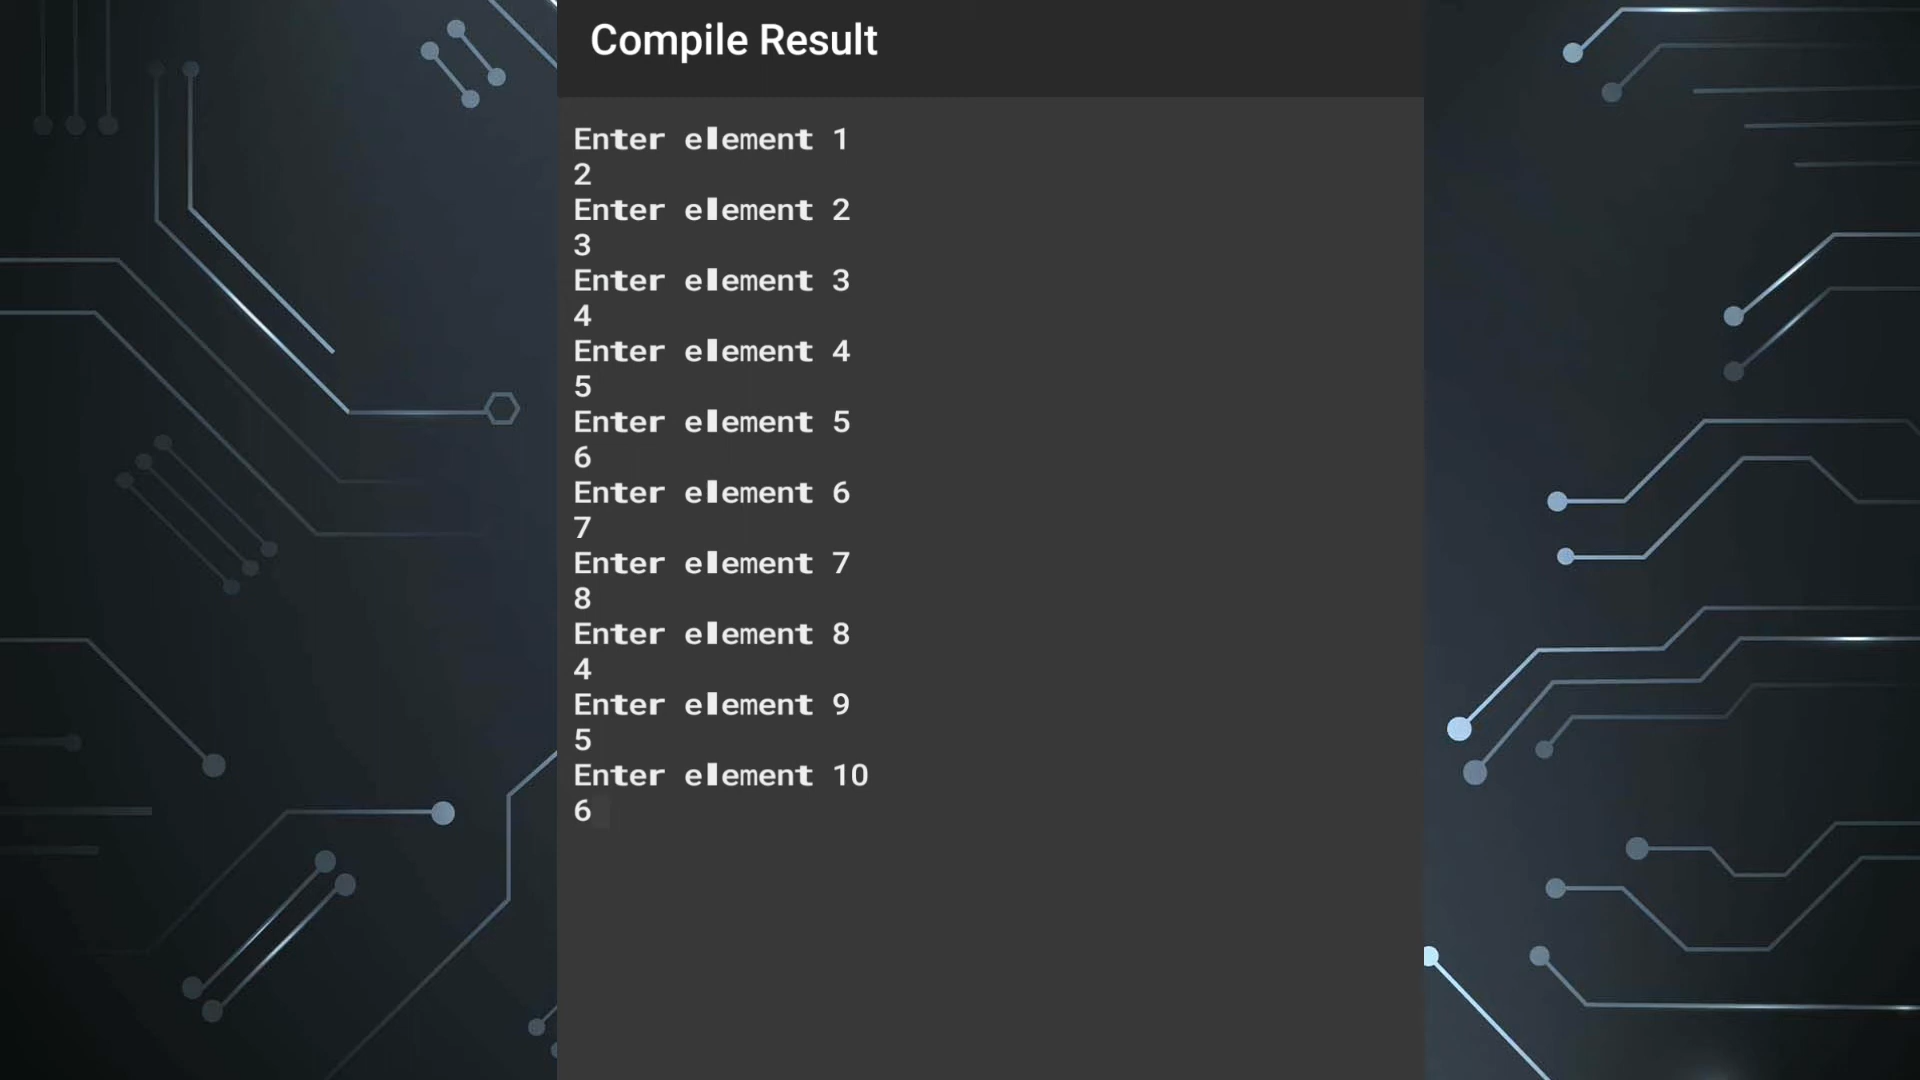 Compile Result
Enter element 1
2
Enter element 2
3
Enter element 3
4
Enter element 4
5
Enter element 5
6
Enter element 6
7
Enter element 7
8
Enter element 8
4
Enter element 9
5
Enter element 10
6